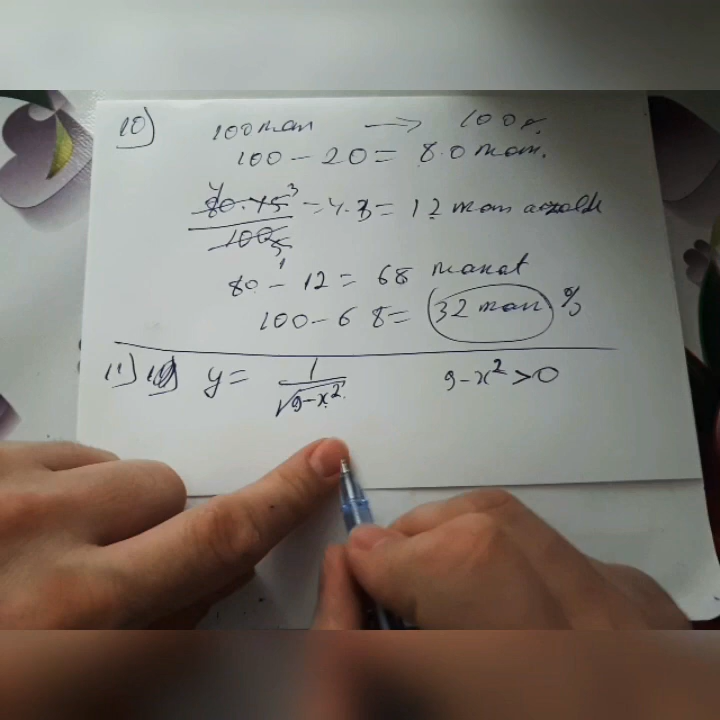 10) 100 man → 100%
100 - 20 = 80 man.
80·15/100 = 4·3 = 12 man
80 - 12 = 68 manat
100 - 68 = 32 man %
11) y = 1/√9-x² 9-x²>0